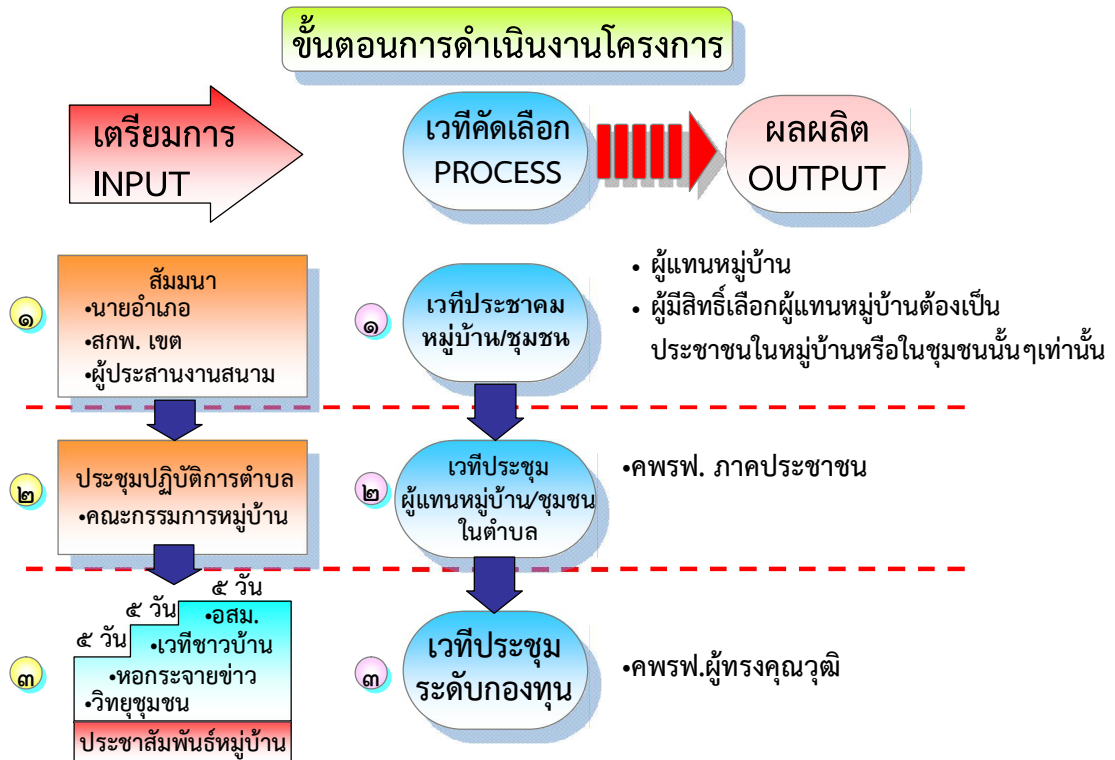 ขั้นตอนการดำเนินงานโครงการ
เตรียมการ
INPUT
เวทีคัดเลือก
PROCESS
ผลผลิต
OUTPUT
๑
สัมมนา
•นายอำเภอ
•สกพ. เขต
•ผู้ประสานงานสนาม
๑
เวทีประชาคม
หมู่บ้าน/ชุมชน
• ผู้แทนหมู่บ้าน
• ผู้มีสิทธิ์เลือกผู้แทนหมู่บ้านต้องเป็น
ประชาชนในหมู่บ้านหรือในชุมชนนั้นๆเท่านั้น
๒
ประชุมปฏิบัติการตำบล
•คณะกรรมการหมู่บ้าน
๒
เวทีประชุม
ผู้แทนหมู่บ้าน/ชุมชน
ในตำบล
•คพรฟ. ภาคประชาชน
๓
๕ วัน
๕ วัน
๕ วัน
•อสม.
•เวทีชาวบ้าน
•หอกระจายข่าว
•วิทยุชุมชน
ประชาสัมพันธ์หมู่บ้าน
๓
เวทีประชุม
ระดับกองทุน
•คพรฟ.ผู้ทรงคุณวุฒิ